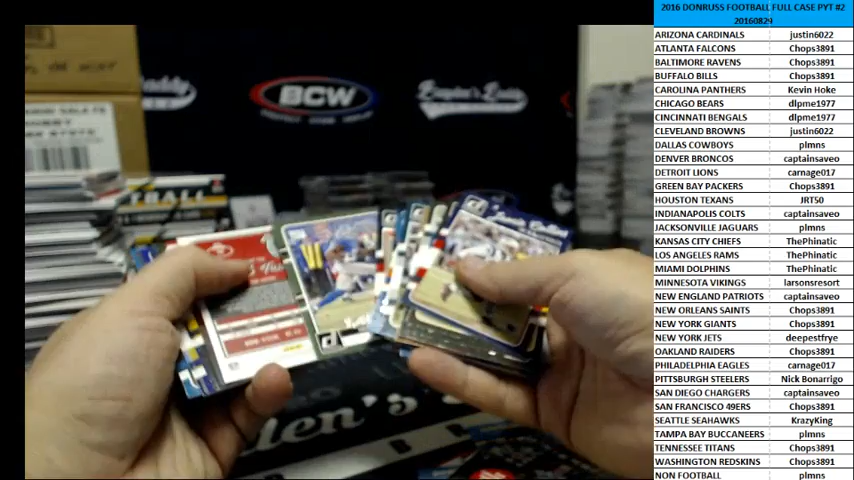 2016 DONRUSS FOOTBALL FULL CASE PYT #2
20160829
ARIZONA CARDINALS justin6022
ATLANTA FALCONS Chops3891
BALTIMORE RAVENS Chops3891
BUFFALO BILLS Chops3891
CAROLINA PANTHERS Kevin Hoke
CHICAGO BEARS dlpme1977
CINCINNATI BENGALS dlpme1977
CLEVELAND BROWNS justin6022
DALLAS COWBOYS plmns
DENVER BRONCOS captainsaveo
DETROIT LIONS carnage017
GREEN BAY PACKERS Chops3891
HOUSTON TEXANS JRT50
INDIANAPOLIS COLTS captainsaveo
JACKSONVILLE JAGUARS plmns
KANSAS CITY CHIEFS ThePhinatic
LOS ANGELES RAMS ThePhinatic
MIAMI DOLPHINS ThePhinatic
MINNESOTA VIKINGS larsonsresort
NEW ENGLAND PATRIOTS captainsaveo
NEW ORLEANS SAINTS Chops3891
NEW YORK GIANTS Chops3891
NEW YORK JETS deepestfrye
OAKLAND RAIDERS Chops3891
PHILADELPHIA EAGLES carnage017
PITTSBURGH STEELERS Nick Bonarrigo
SAN DIEGO CHARGERS captainsaveo
SAN FRANCISCO 49ERS Chops3891
SEATTLE SEAHAWKS KrazyKing
TAMPA BAY BUCCANEERS plmns
TENNESSEE TITANS Chops3891
WASHINGTON REDSKINS Chops3891
NON FOOTBALL plmns
BCW